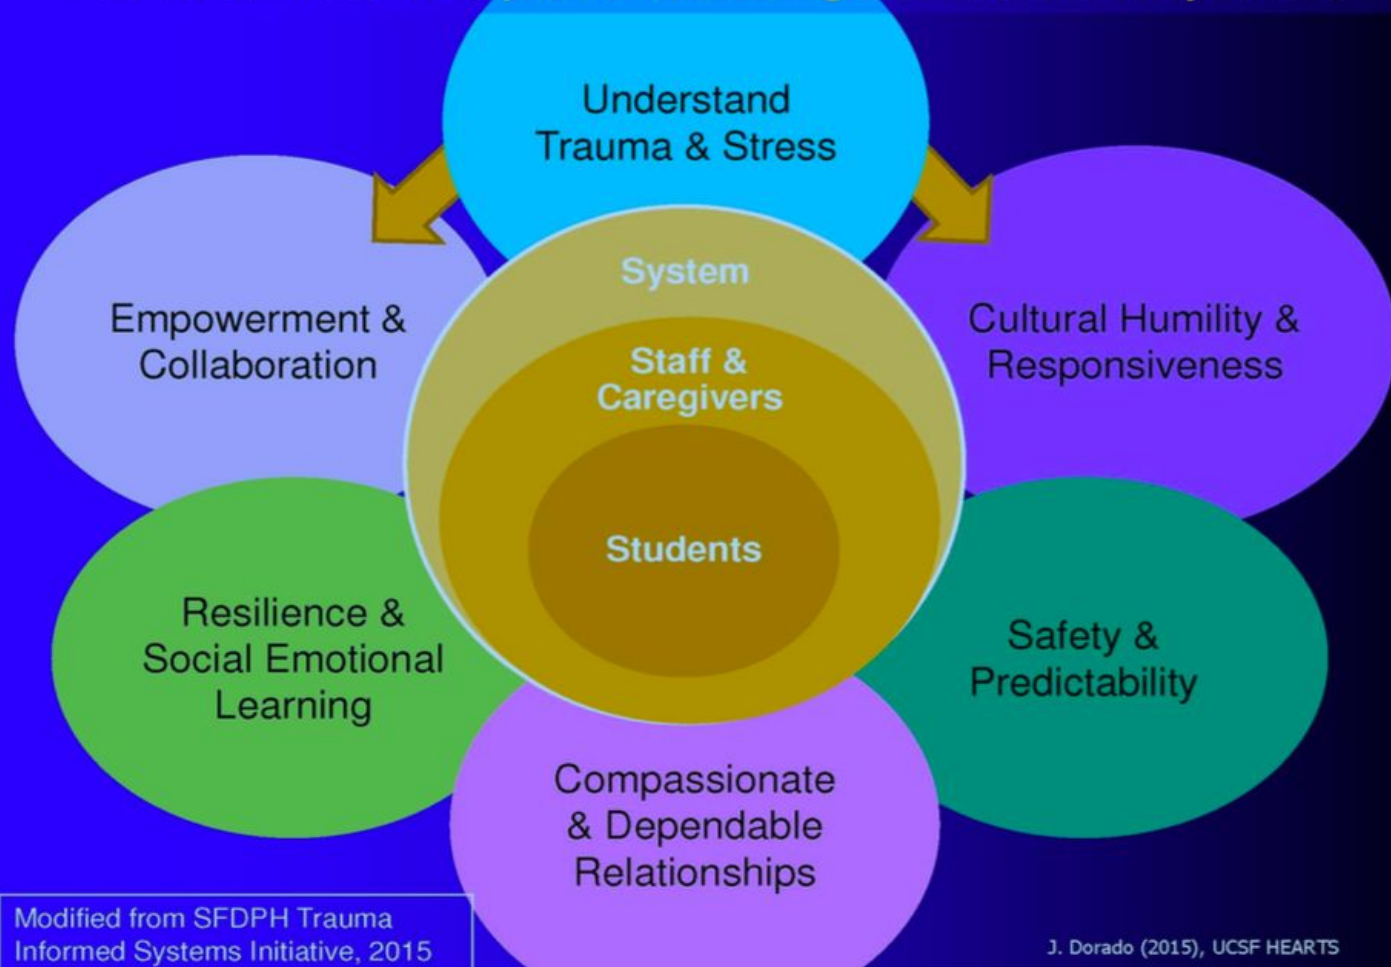 Understand
Trauma & Stress
System
Empowerment &
Collaboration
Cultural Humility &
Responsiveness
Staff &
Caregivers
Students
Resilience &
Social Emotional
Learning
Safety &
Predictability
Compassionate
& Dependable
Relationships
Modified from SFDPH Trauma
Informed Systems Initiative, 2015
J. Dorado (2015), UCSF HEARTS